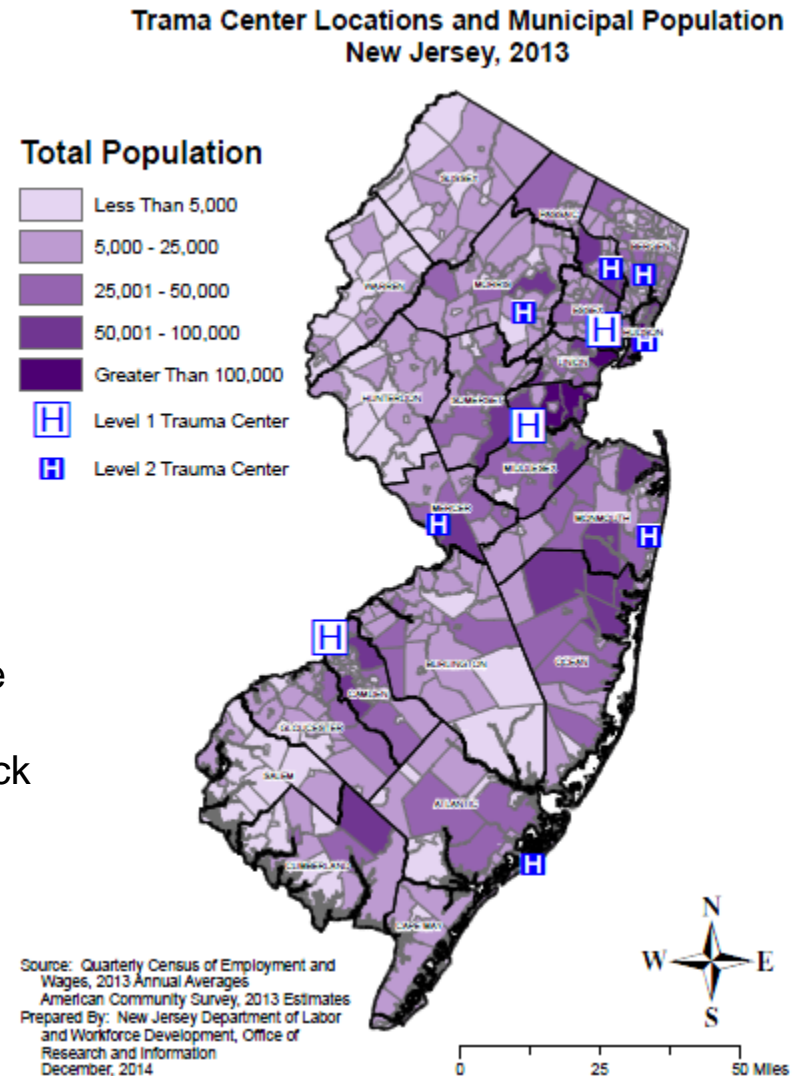 Trama Center Locations and Municipal Population
New Jersey, 2013
Total Population
Less Than 5,000
5,000 - 25,000
25,001 - 50,000
50,001 - 100,000
Greater Than 100,000
H Level 1 Trauma Center
H Level 2 Trauma Center
SUSSEX
PASSAIC
BERGEN
WARREN
MORRIS
H
H
H
ESSEX
H
HUDSON
H
UNION
HUNTERDON
SOMERSET
H
MIDDLESEX
MERCER
H
MONMOUTH
H
H
BURLINGTON
OCEAN
CAMDEN
GLOUCESTER
SALEM
ATLANTIC
CUMBERLAND
H
CAPE MAY
e
ck
N
W E
S
Source: Quarterly Census of Employment and
Wages, 2013 Annual Averages
American Community Survey, 2013 Estimates
Prepared By: New Jersey Department of Labor
and Workforce Development, Office of
Research and Information
December, 2014
0 25 50 Miles